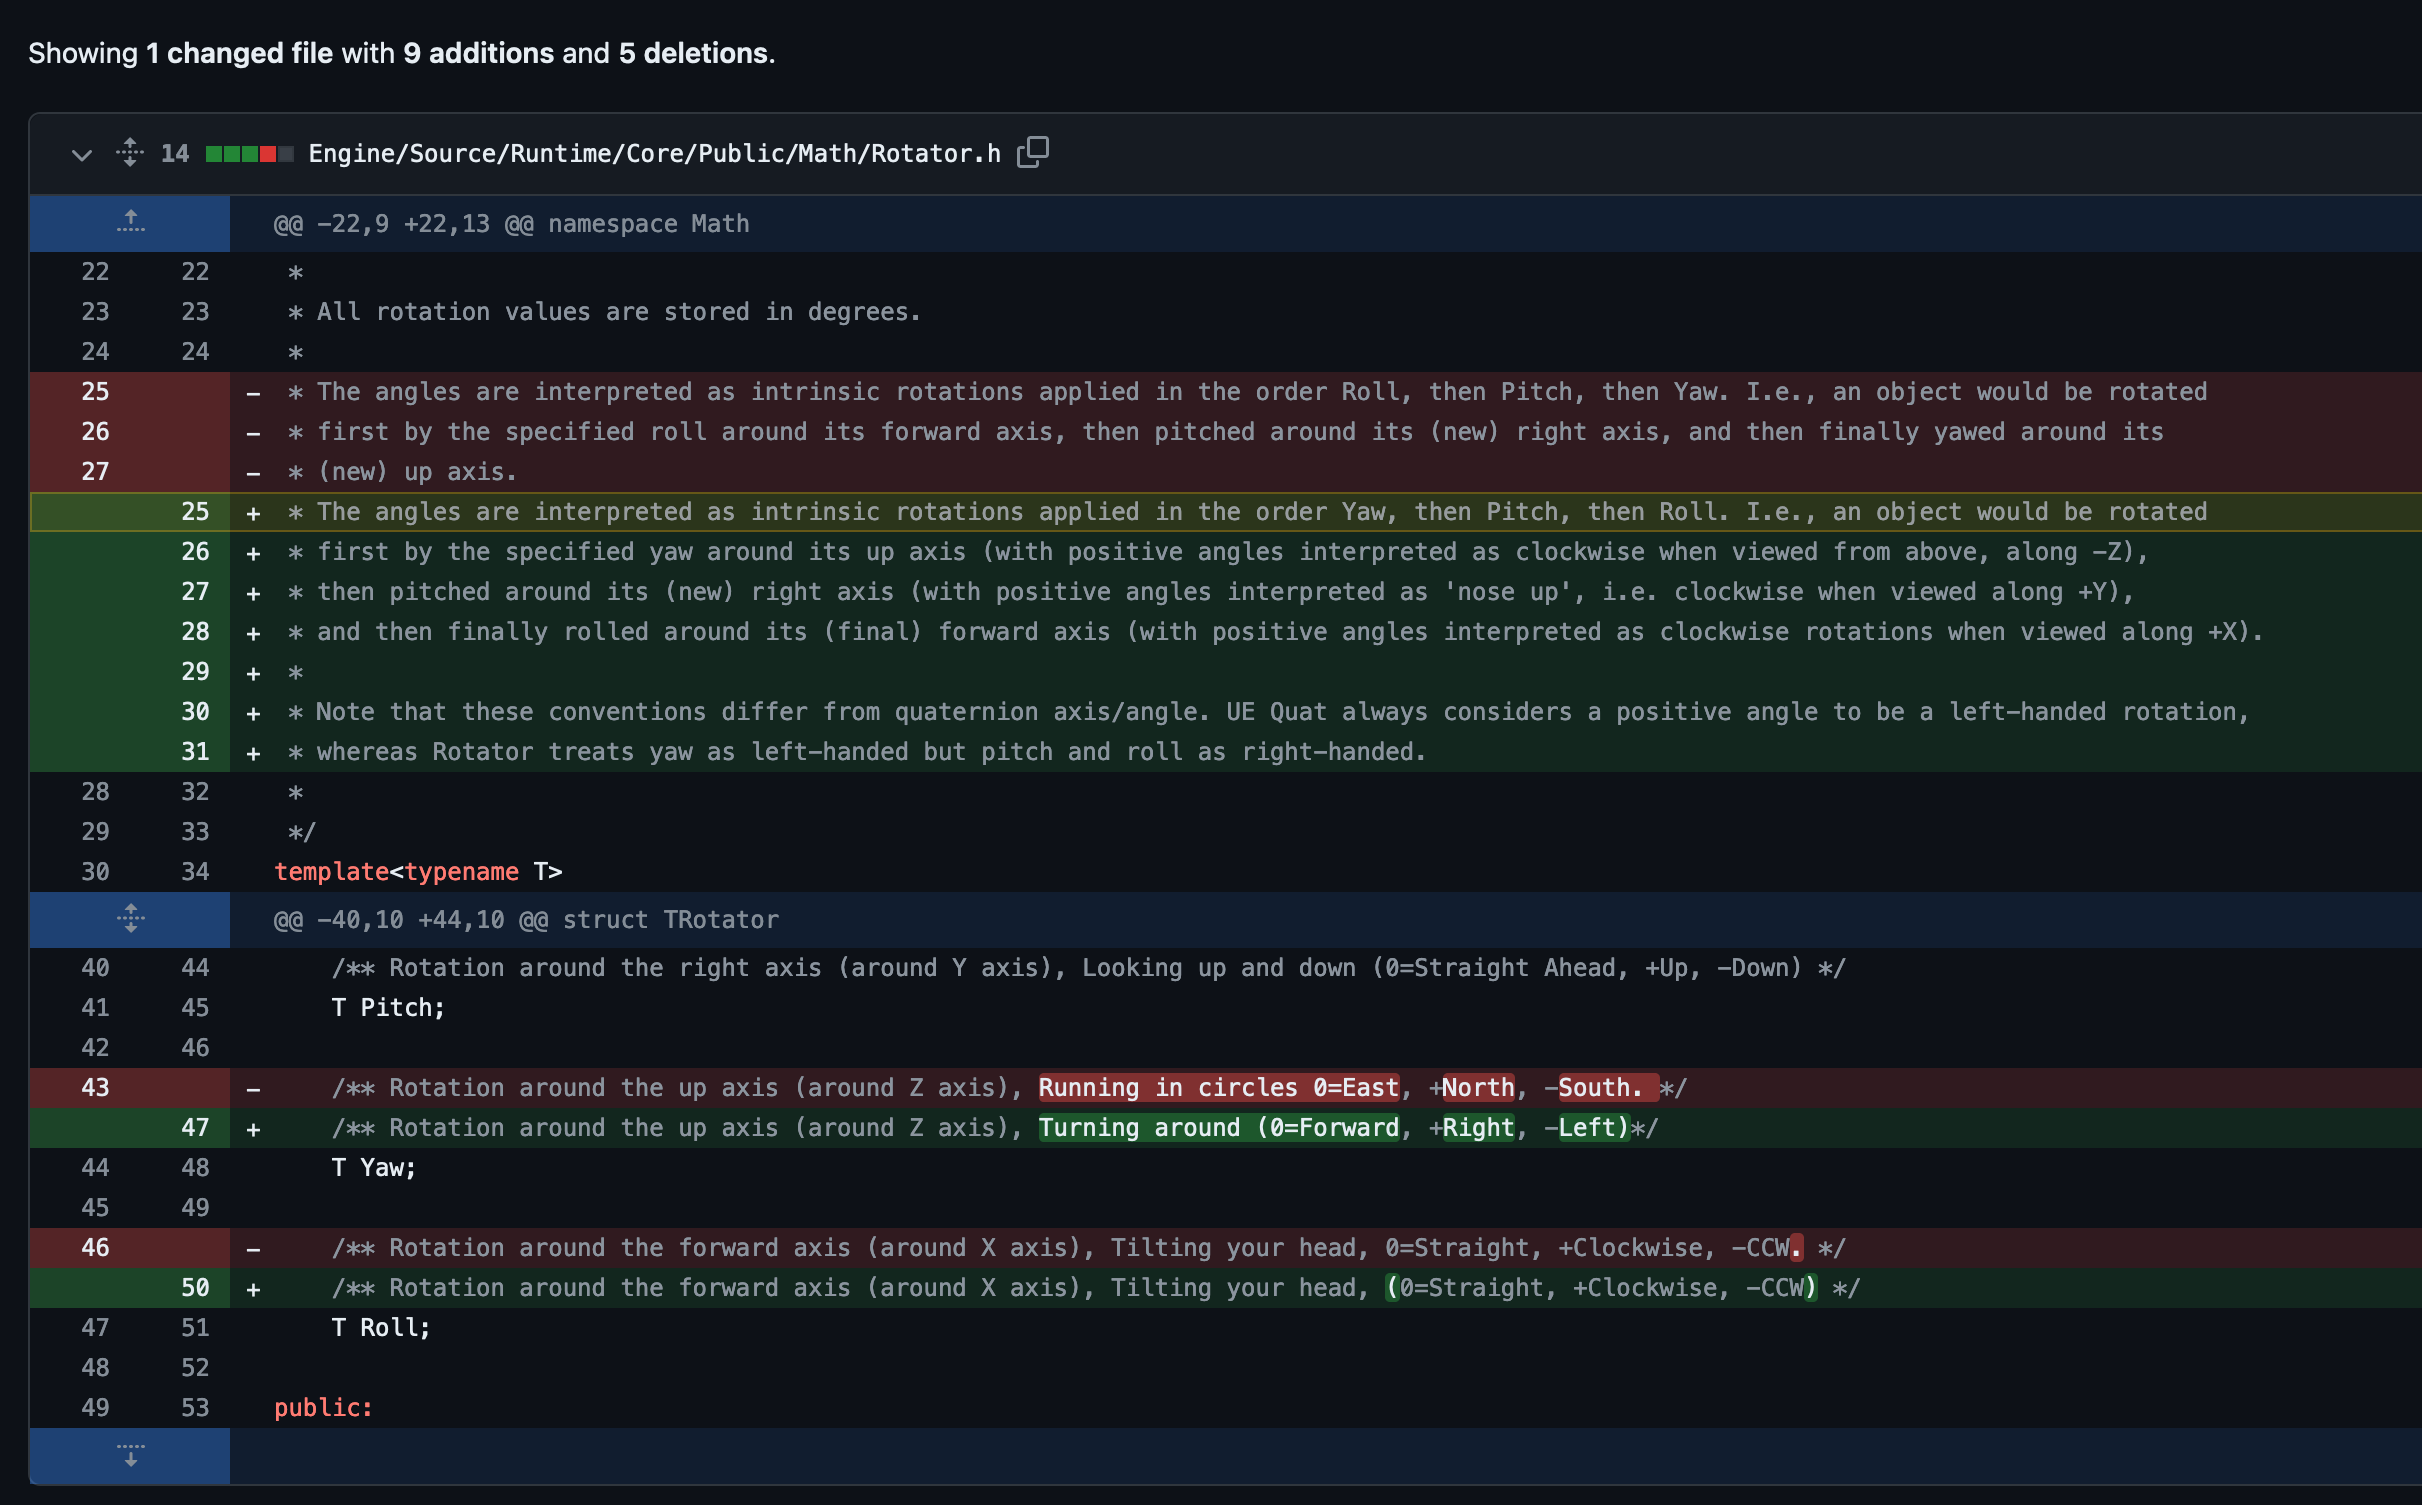 Showing 1 changed file with 9 additions and 5 deletions.
14 Engine/Source/Runtime/Core/Public/Math/Rotator.h
@@ -22,9 +22,13 @@ namespace Math
22 22 *
23 23 * All rotation values are stored in degrees.
24 24 *
25 - * The angles are interpreted as intrinsic rotations applied in the order Roll, then Pitch, then Yaw. I.e., an object would be rotated
26 - * first by the specified roll around its forward axis, then pitched around its (new) right axis, and then finally yawed around its
27 - * (new) up axis.
25 + * The angles are interpreted as intrinsic rotations applied in the order Yaw, then Pitch, then Roll. I.e., an object would be rotated
26 + * first by the specified yaw around its up axis (with positive angles interpreted as clockwise when viewed from above, along -Z),
27 + * then pitched around its (new) right axis (with positive angles interpreted as 'nose up', i.e. clockwise when viewed along +Y),
28 + * and then finally rolled around its (final) forward axis (with positive angles interpreted as clockwise rotations when viewed along +X).
29 + *
30 + * Note that these conventions differ from quaternion axis/angle. UE Quat always considers a positive angle to be a left-handed rotation,
31 + * whereas Rotator treats yaw as left-handed but pitch and roll as right-handed.
28 32 *
29 33 */
30 34 template<typename T>
@@ -40,10 +44,10 @@ struct TRotator
40 44 /** Rotation around the right axis (around Y axis), Looking up and down (0=Straight Ahead, +Up, -Down) */
41 45 T Pitch;
42 46
43 - /** Rotation around the up axis (around Z axis), Running in circles 0=East, +North, -South. */
47 + /** Rotation around the up axis (around Z axis), Turning around (0=Forward, +Right, -Left)*/
44 48 T Yaw;
45 49
46 - /** Rotation around the forward axis (around X axis), Tilting your head, 0=Straight, +Clockwise, -CCW. */
50 + /** Rotation around the forward axis (around X axis), Tilting your head, (0=Straight, +Clockwise, -CCW) */
47 51 T Roll;
48 52
49 53 public: